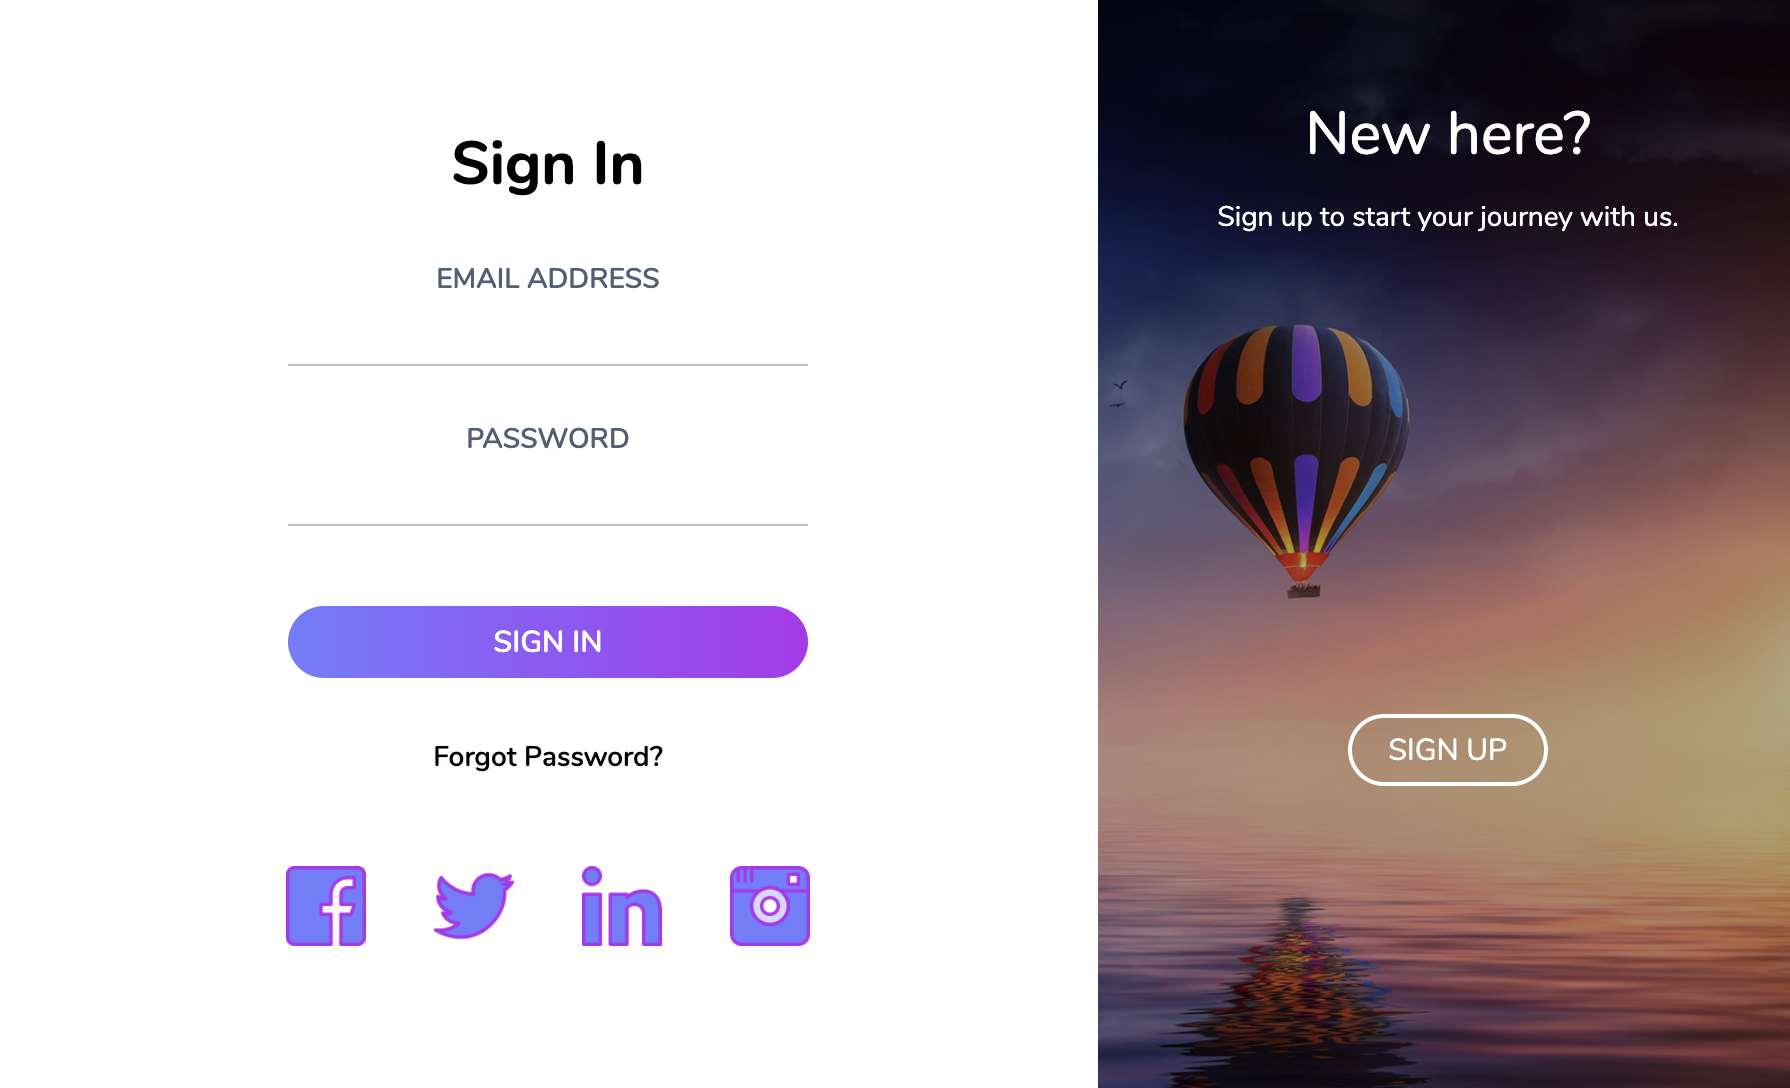 Sign In
EMAIL ADDRESS
PASSWORD
SIGN IN
Forgot Password?
New here?
Sign up to start your journey with us.
SIGN UP